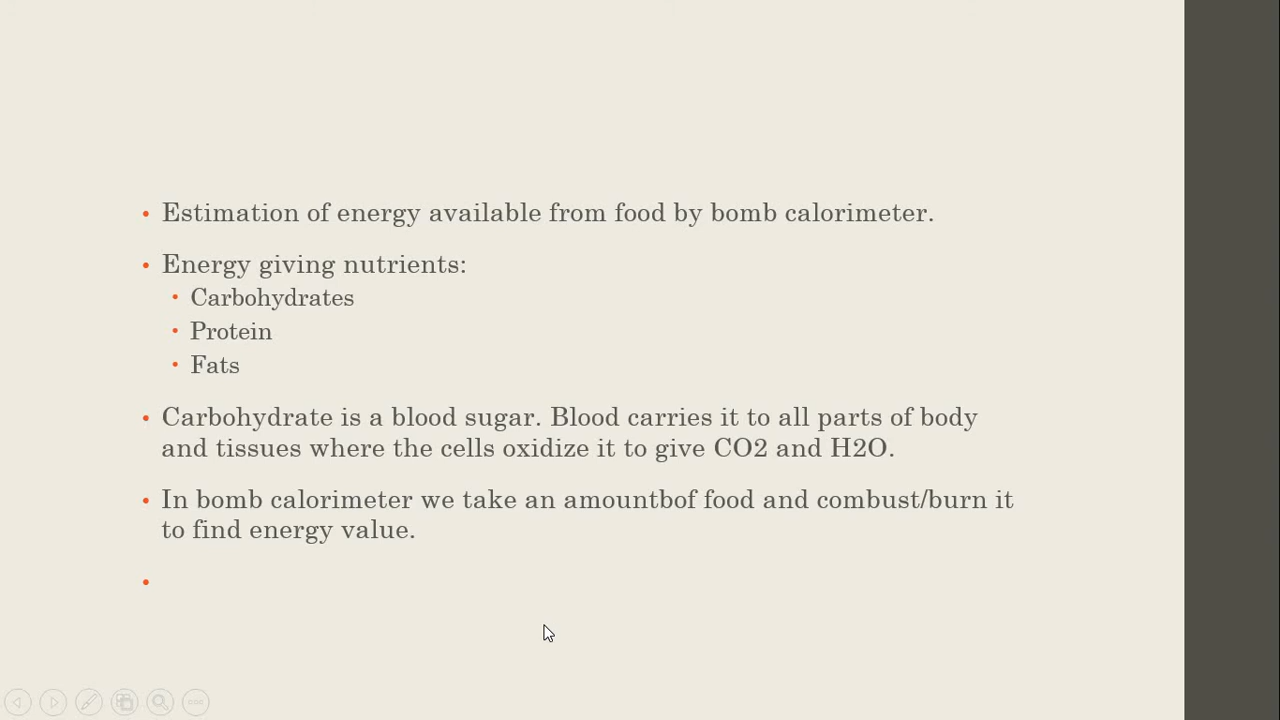 • Estimation of energy available from food by bomb calorimeter.
• Energy giving nutrients:
• Carbohydrates
• Protein
• Fats
• Carbohydrate is a blood sugar. Blood carries it to all parts of body
and tissues where the cells oxidize it to give CO2 and H2O.
• In bomb calorimeter we take an amountbof food and combust/burn it
to find energy value.
•